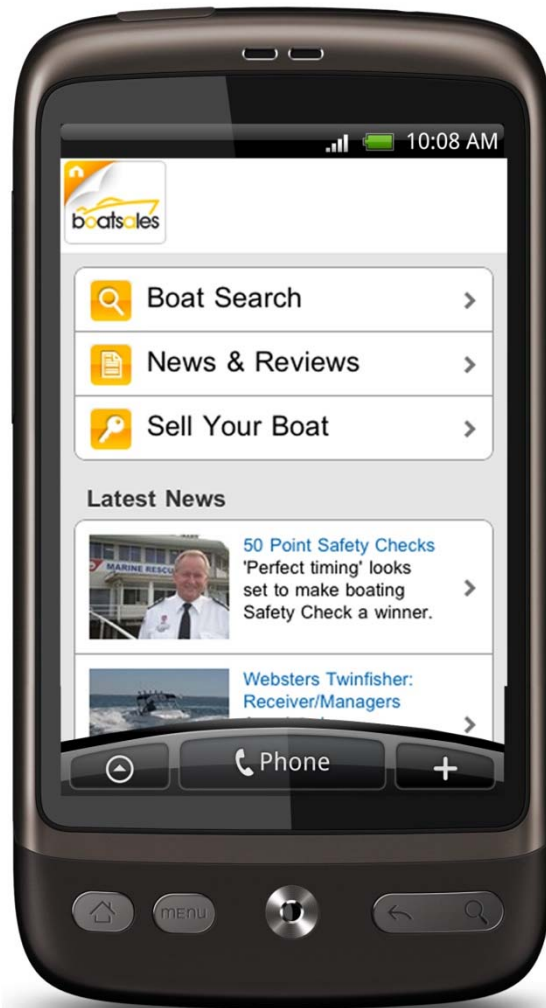 10:08 AM
boatsales
Boat Search
News & Reviews
Sell Your Boat
Latest News
MARINE RESCU
50 Point Safety Checks
'Perfect timing' looks
set to make boating
Safety Check a winner.
Websters Twinfisher:
Receiver/Managers
Phone
menu